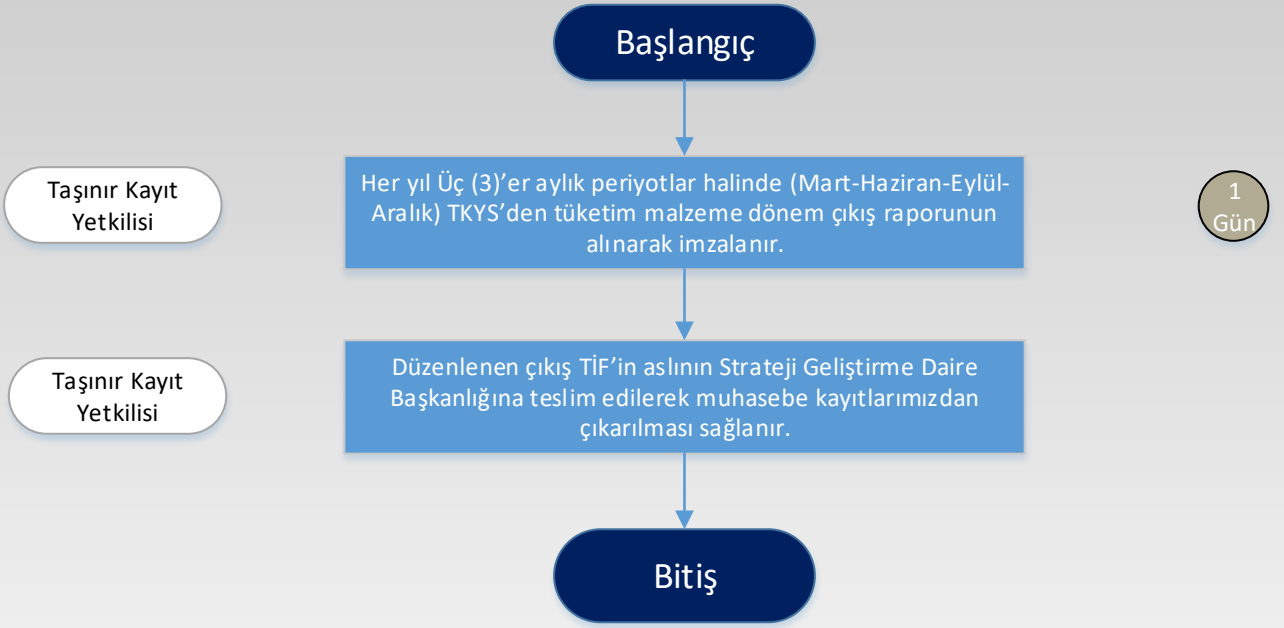 Başlangıç
Taşınır Kayıt
Yetkilisi
Her yıl Üç (3)’er aylık periyotlar halinde (Mart-Haziran-Eylül-
Aralık) TKYS’den tüketim malzeme dönem çıkış raporunun
alınarak imzalanır.
1
Gün
Taşınır Kayıt
Yetkilisi
Düzenlenen çıkış TİF’in aslının Strateji Geliştirme Daire
Başkanlığına teslim edilerek muhasebe kayıtlarımızdan
çıkarılması sağlanır.
Bitiş